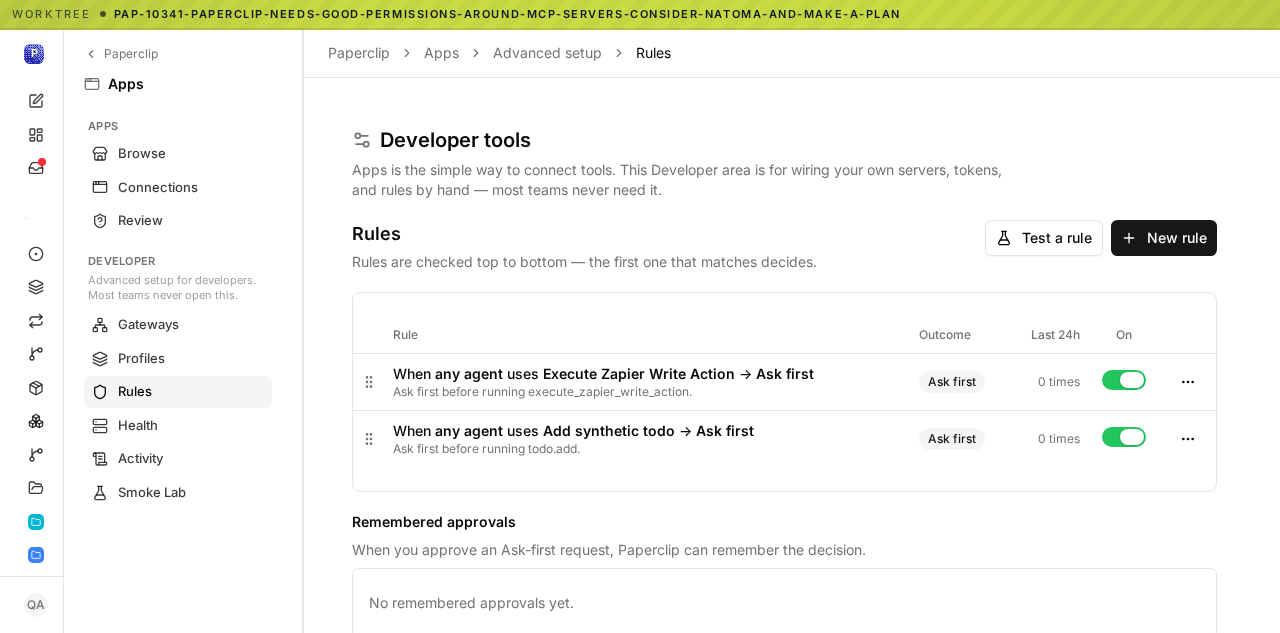 WORKTREE PAP-10341-PAPERCLIP-NEEDS-GOOD-PERMISSIONS-AROUND-MCP-SERVERS-CONSIDER-NATOMA-AND-MAKE-A-PLAN
P
Paperclip
Apps
APPS
Browse
Connections
Review
DEVELOPER
Advanced setup for developers.
Most teams never open this.
Gateways
Profiles
Rules
Health
Activity
Smoke Lab
QA
Paperclip > Apps > Advanced setup > Rules
Developer tools
Apps is the simple way to connect tools. This Developer area is for wiring your own servers, tokens,
and rules by hand — most teams never need it.
Rules
Rules are checked top to bottom — the first one that matches decides.
Test a rule
New rule
Rule Outcome Last 24h On
When any agent uses Execute Zapier Write Action → Ask first
Ask first before running execute_zapier_write_action.
Ask first 0 times
When any agent uses Add synthetic todo → Ask first
Ask first before running todo.add.
Ask first 0 times
Remembered approvals
When you approve an Ask-first request, Paperclip can remember the decision.
No remembered approvals yet.